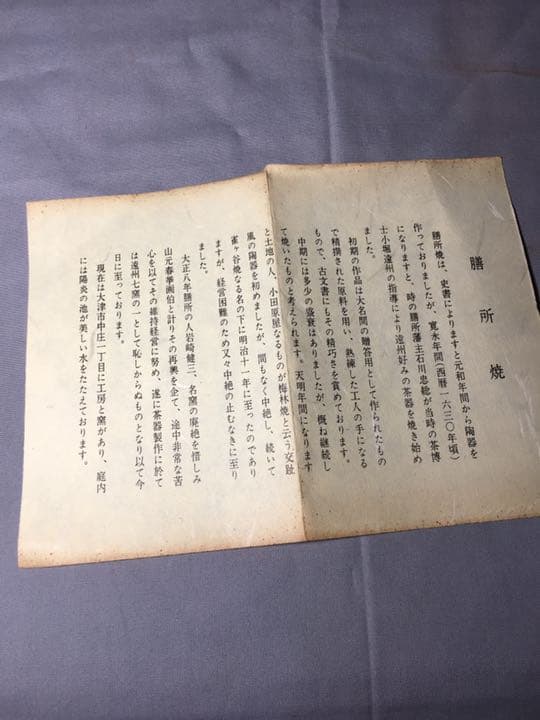 膳所焼
膳所焼は、史書によりますと元和年間から陶器を
作っておりましたが、寛永年間(西暦一六三〇年頃)
になりますと、時の膳所藩主石川忠総が当時の茶博
士小堀遠州の指導により遠州好みの茶器を焼き始め
ました。
初期の作品は大名間の贈答用として作られたもの
で精撰された原料を用い、熟練した工人の手になる
もので、古文書にもその精巧さを賞めております。
中期には多少の盛衰はありましたが、概ね継続し
て焼いたものと考えられます。天明年間になります
と土地の人、小田原屋なるものが梅林焼と云う交趾
風の陶器を初めましたが、間もなく中絶し、続いて
雀ヶ谷焼なる名の下に明治十一年に至ったのであり
ますが、経営困難のため又々中絶の止むなきに至り
ました。
大正八年膳所の人岩崎健三、名窯の廃絶を惜しみ
山元春挙画伯と計りその再興を企て、途中非常な苦
心を以てその維持経営に努め、遂に茶器製作に於て
は遠州七窯の一として恥しからぬものとなり以て今
日に至っております。
現在は大津市中庄一丁目に工房と窯があり、庭内
には陽炎の池が美しい水をたたえております。